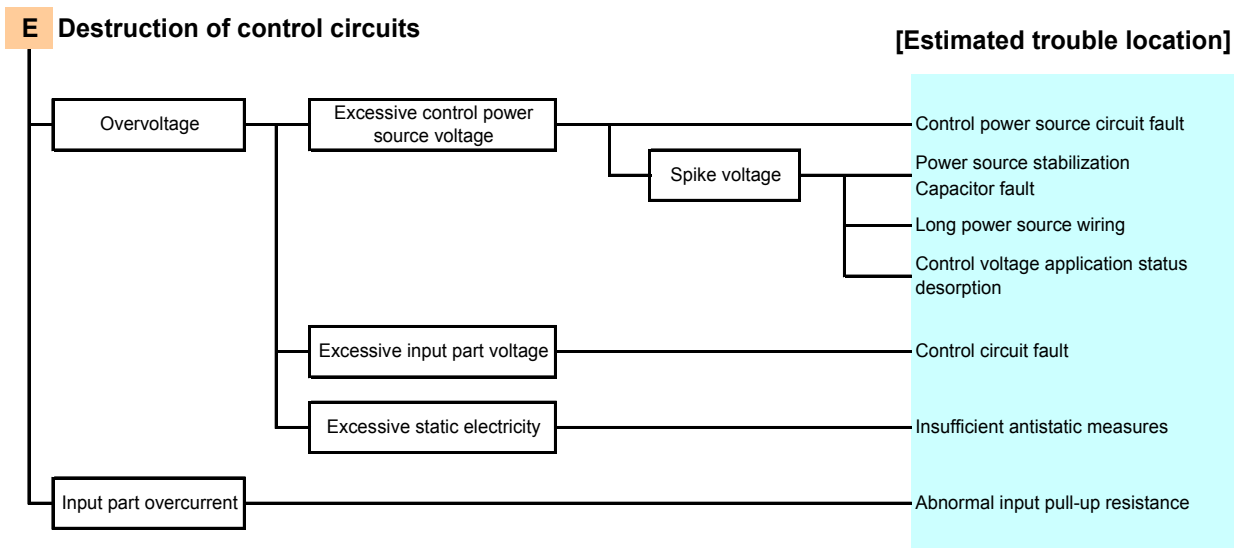 E Destruction of control circuits
[Estimated trouble location]
Overvoltage
Excessive control power
source voltage
Control power source circuit fault
Spike voltage
Power source stabilization
Capacitor fault
Long power source wiring
Control voltage application status
desorption
Excessive input part voltage
Control circuit fault
Excessive static electricity
Insufficient antistatic measures
Input part overcurrent
Abnormal input pull-up resistance